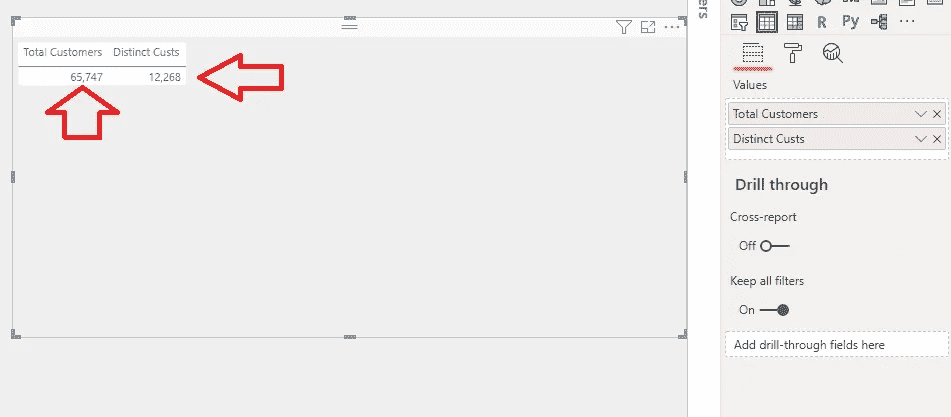 Total Customers Distinct Custs
65,747 12,268
ers
R Py ...
Values
Total Customers
Distinct Custs
Drill through
Cross-report
Off
Keep all filters
On
Add drill-through fields here